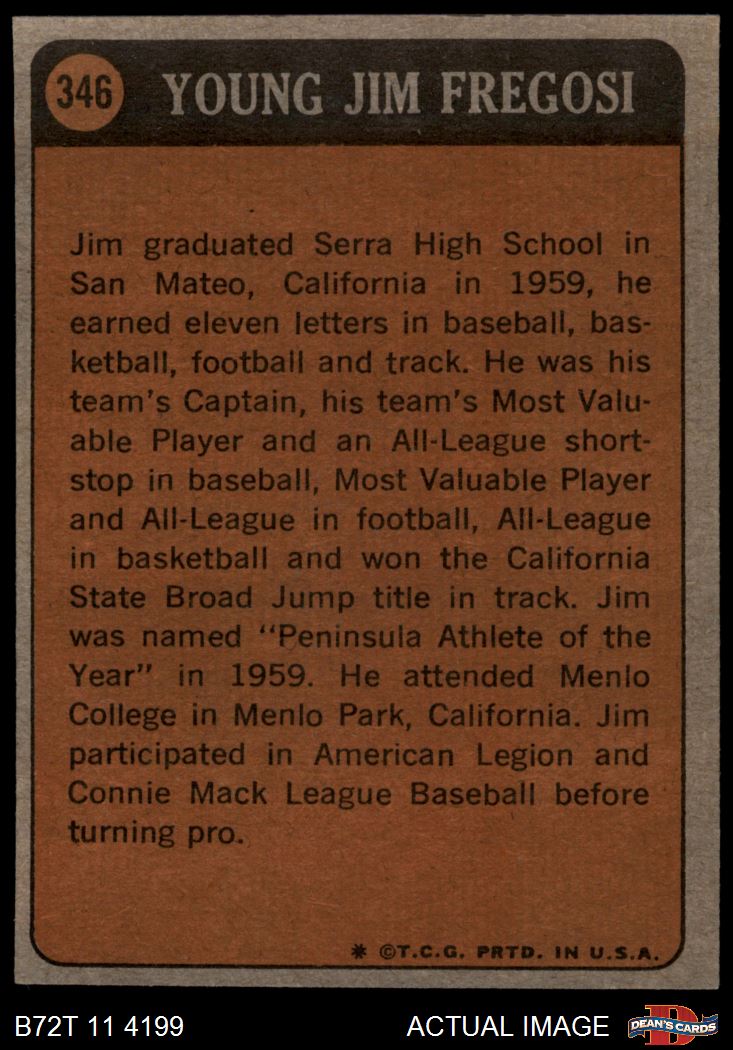 346 YOUNG JIM FREGOSI
Jim graduated Serra High School in
San Mateo, California in 1959, he
earned eleven letters in baseball, bas-
ketball, football and track. He was his
team's Captain, his team's Most Valu-
able Player and an All-League short-
stop in baseball, Most Valuable Player
and All-League in football, All-League
in basketball and won the California
State Broad Jump title in track. Jim
was named "Peninsula Athlete of the
Year" in 1959. He attended Menlo
College in Menlo Park, California. Jim
participated in American Legion and
Connie Mack League Baseball before
turning pro.
* ©T.C.G. PRTD. IN U.S.A.
B72T 11 4199 ACTUAL IMAGE D DEAN'S CARDS